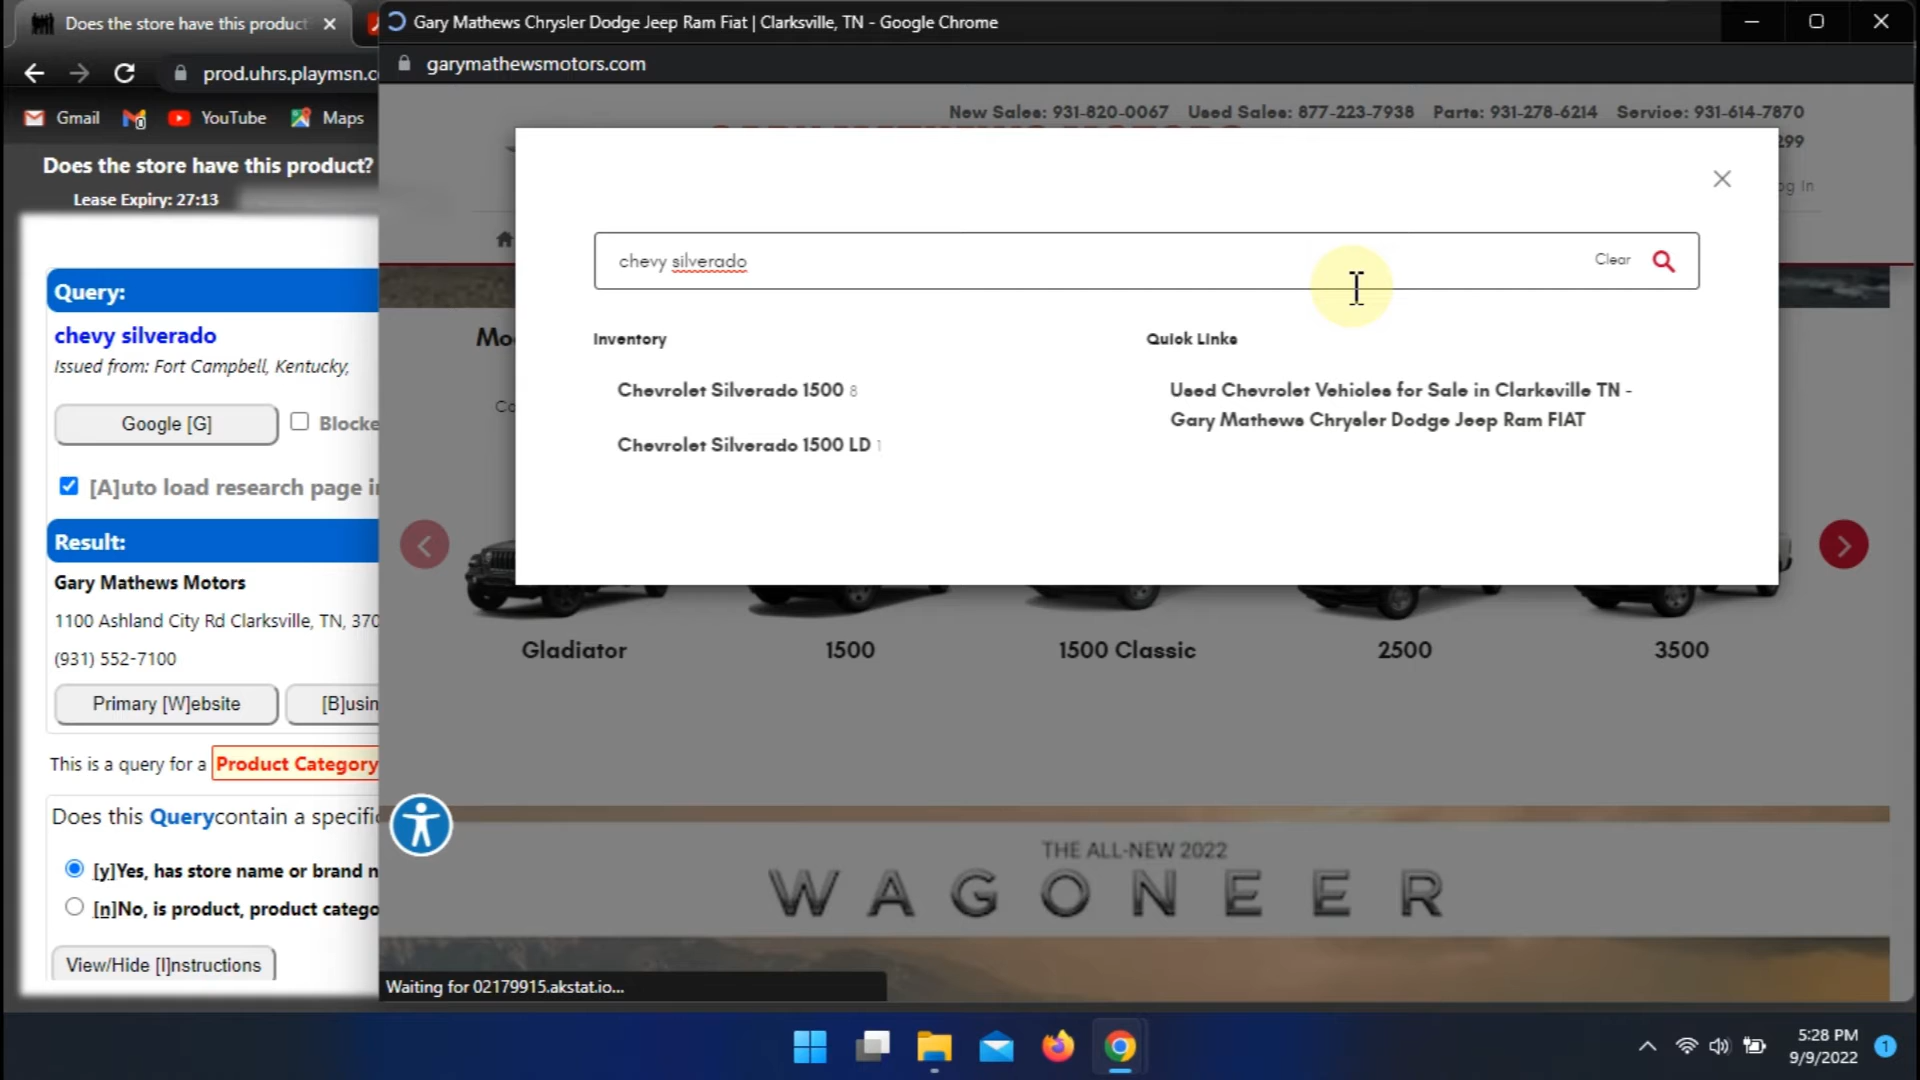 Does the store have this product
Gary Mathews Chrysler Dodge Jeep Ram Fiat | Clarksville, TN - Google Chrome
prod.uhrs.playmsn.c
garymathewsmotors.com
Gmail
YouTube
Maps
New Sales: 931-820-0067 Used Sales: 877-223-7938 Parts: 931-278-6214 Service: 931-614-7870
299
og In
Does the store have this product?
Lease Expiry: 27:13
Query:
chevy silverado
Issued from: Fort Campbell, Kentucky,
Google [G]
Blocke
[A]uto load research page i
Result:
Gary Mathews Motors
1100 Ashland City Rd Clarksville, TN, 370
(931) 552-7100
Primary [W]ebsite
[B]usin
This is a query for a Product Category
Does this Querycontain a specific
[y]Yes, has store name or brand n
[n]No, is product, product catego
View/Hide [I]nstructions
chevy silverado
Clear
Inventory
Chevrolet Silverado 1500 8
Chevrolet Silverado 1500 LD 1
Quick Links
Used Chevrolet Vehicles for Sale in Clarksville TN -
Gary Mathews Chrysler Dodge Jeep Ram FIAT
Mo
Co
Gladiator
1500
1500 Classic
2500
3500
THE ALL-NEW 2022
WAGONEER
Waiting for 02179915.akstat.io...
5:28 PM
9/9/2022
1